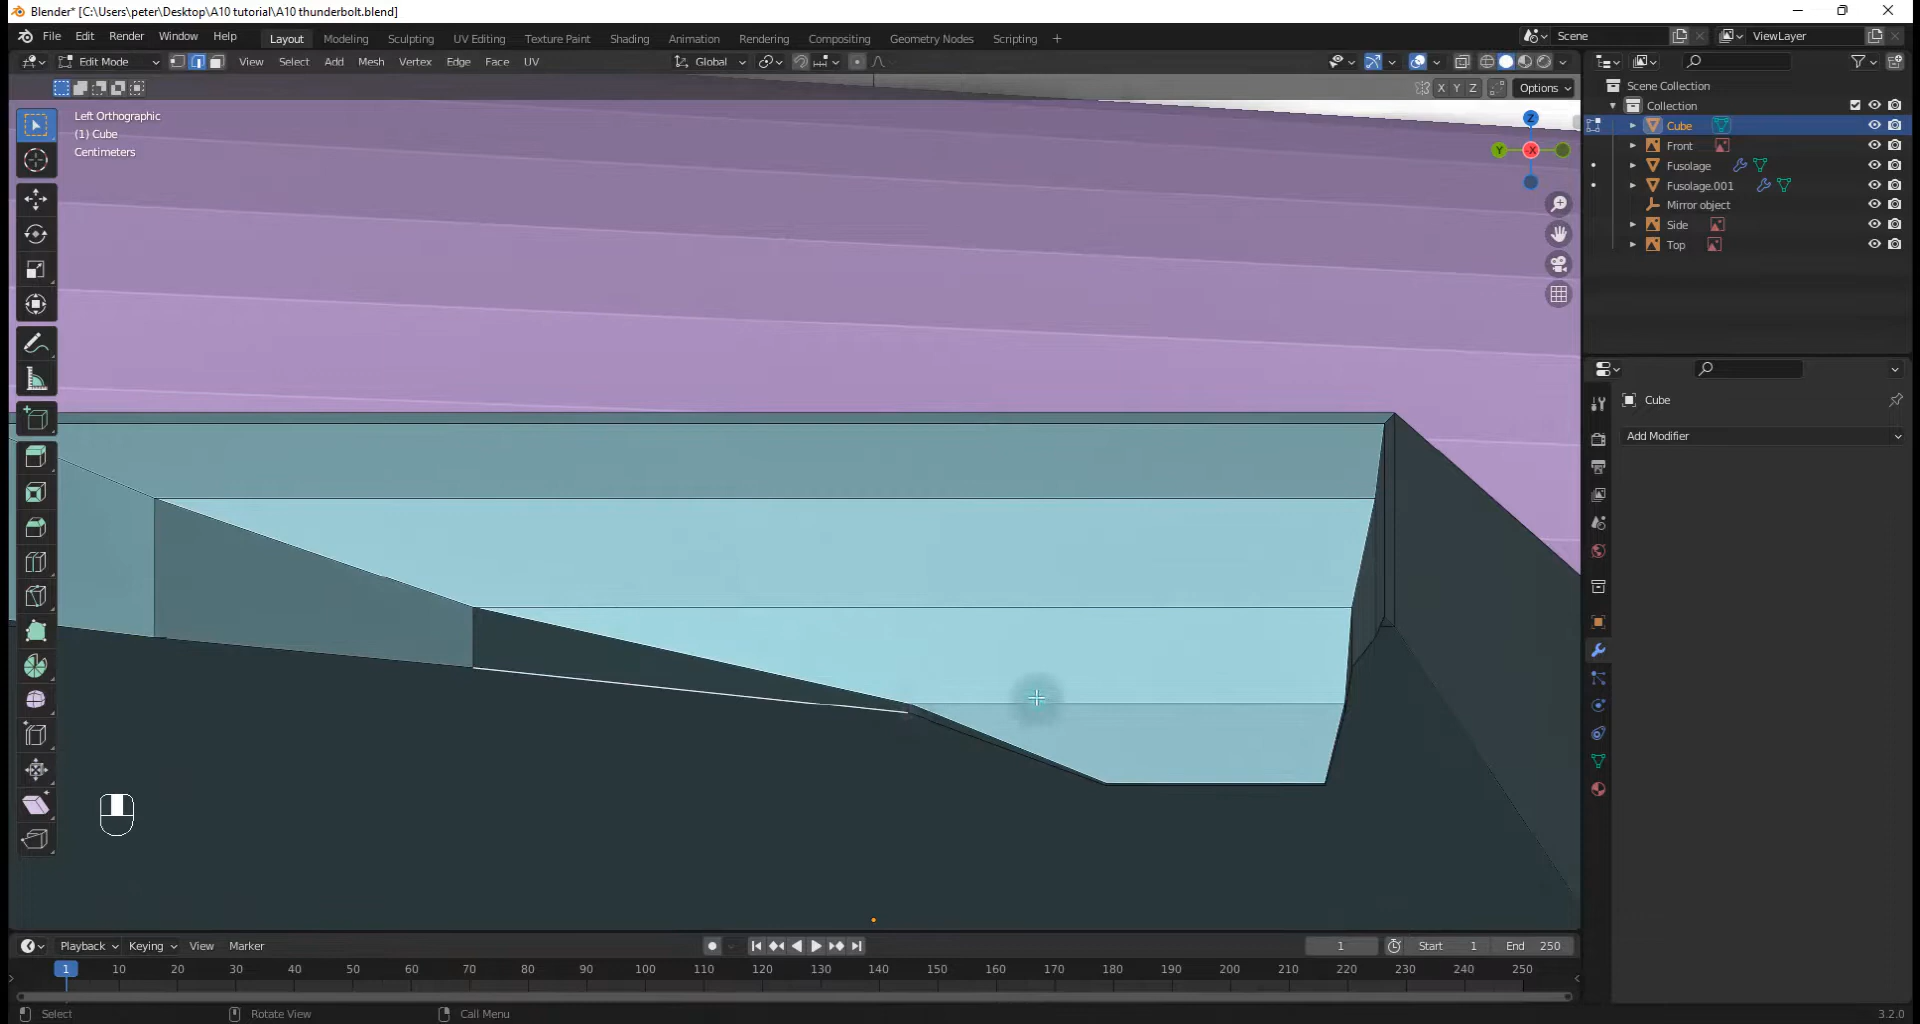 Blender* [C:\Users\peter\Desktop\A10 tutorial\A10 thunderbolt.blend]
File Edit Render Window Help Layout Modeling Sculpting UV Editing Texture Paint Shading Animation Rendering Compositing Geometry Nodes Scripting + Scene ViewLayer
Edit Mode View Select Add Mesh Vertex Edge Face UV Global
X Y Z Options
Left Orthographic
(1) Cube
Centimeters
Z
Y -X
Scene Collection
Collection
Cube
Front
Fusolage
Fusolage.001
Mirror object
Side
Top
Cube
Add Modifier
Playback Keying View Marker 1 Start 1 End 250
1 10 20 30 40 50 60 70 80 90 100 110 120 130 140 150 160 170 180 190 200 210 220 230 240 250
Select Rotate View Call Menu 3.2.0